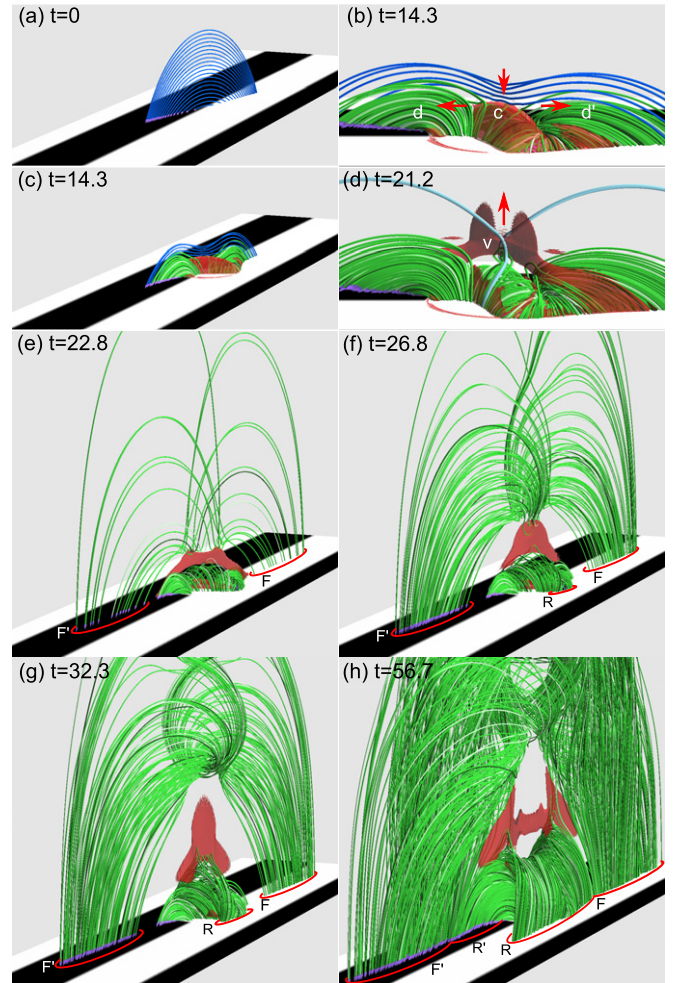 (a) t=0
(b) t=14.3
d
c
d'
(c) t=14.3
(d) t=21.2
v
(e) t=22.8
F
F'
(f) t=26.8
F
R
F'
(g) t=32.3
F
R
F'
(h) t=56.7
F
R
R'
F'